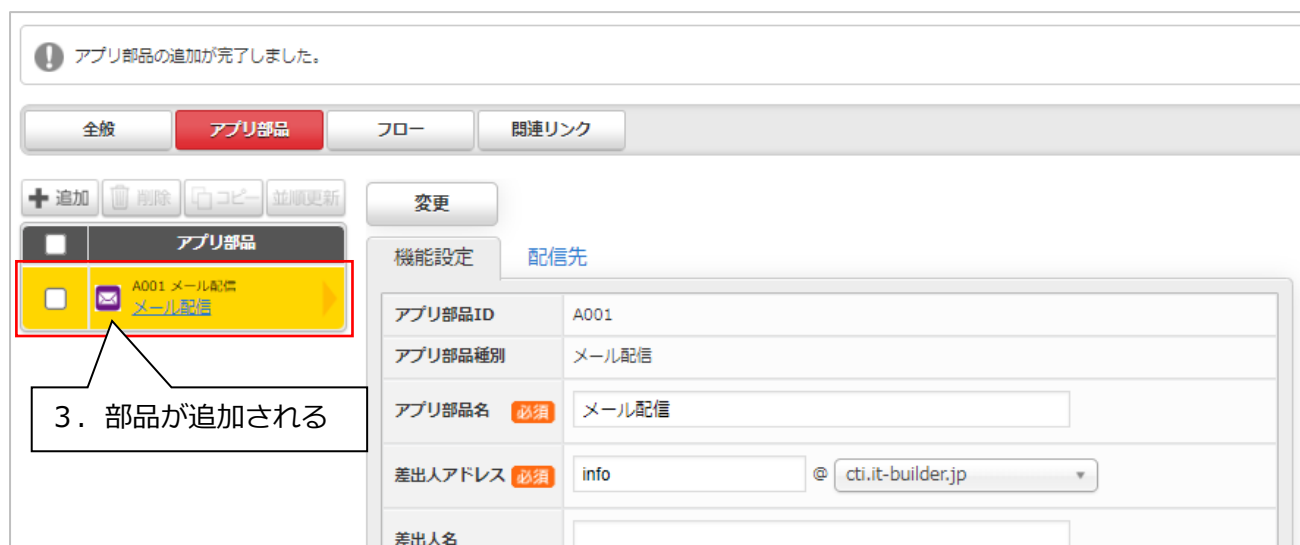 アプリ部品の追加が完了しました。
全般 アプリ部品 フロー 関連リンク
追加 削除 コピー 並順更新
変更
アプリ部品
機能設定 配信先
A001 メール配信
メール配信
アプリ部品ID A001
アプリ部品種別 メール配信
アプリ部品名 必須 メール配信
差出人アドレス 必須 info @ cti.it-builder.jp
差出人名
3．部品が追加される